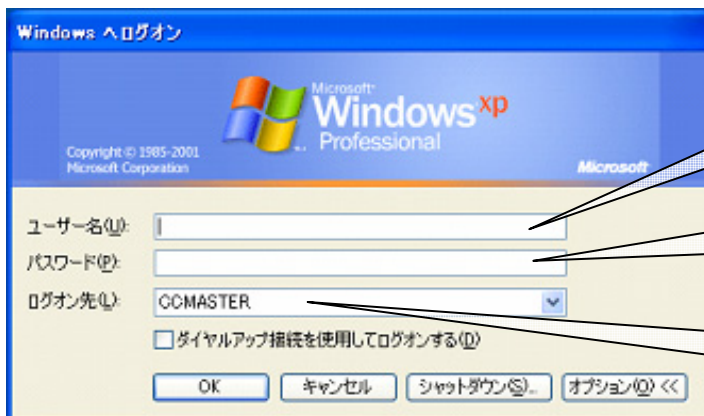 Windows へログオン
Microsoft
Windows xp
Professional
Copyright © 1985-2001
Microsoft Corporation
Microsoft
ユーザー名(U):
パスワード(P):
ログオン先(L): CCMASTER
ダイヤルアップ接続を使用してログオンする(D)
OK キャンセル シャットダウン(S)... オプション(O) <<